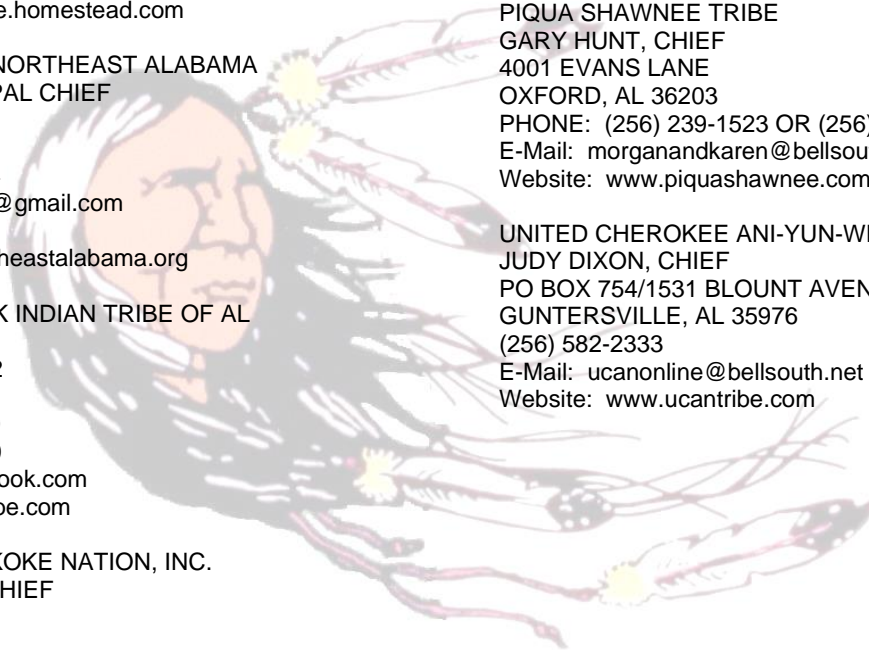 e.homestead.com
NORTHEAST ALABAMA
PAL CHIEF
@gmail.com
heastalabama.org
K INDIAN TRIBE OF AL
2
)
ook.com
be.com
KOKE NATION, INC.
HIEF
PIQUA SHAWNEE TRIBE
GARY HUNT, CHIEF
4001 EVANS LANE
OXFORD, AL 36203
PHONE: (256) 239-1523 OR (256)
E-Mail: morganandkaren@bellsou
Website: www.piquashawnee.com
UNITED CHEROKEE ANI-YUN-WI
JUDY DIXON, CHIEF
PO BOX 754/1531 BLOUNT AVEN
GUNTERSVILLE, AL 35976
(256) 582-2333
E-Mail: ucanonline@bellsouth.net
Website: www.ucantribe.com